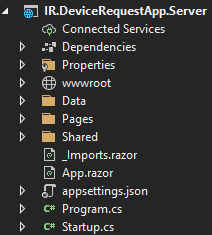 IR.DeviceRequestApp.Server
Connected Services
Dependencies
Properties
wwwroot
Data
Pages
Shared
_Imports.razor
App.razor
appsettings.json
C# Program.cs
C# Startup.cs